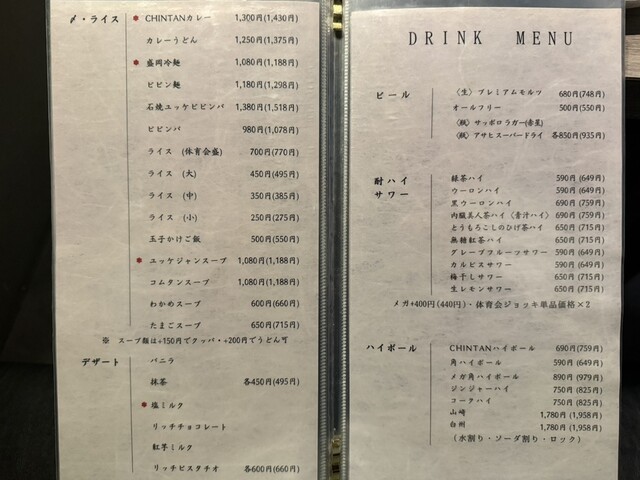 〆・ライス
* CHINTANカレー 1,300円(1,430円)
カレーうどん 1,250円(1,375円)
* 盛岡冷麺 1,080円(1,188円)
ビビン麺 1,180円(1,298円)
石焼ユッケビビンバ 1,380円(1,518円)
ビビンバ 980円(1,078円)
ライス (体育会盛) 700円(770円)
ライス (大) 450円(495円)
ライス (中) 350円(385円)
ライス (小) 250円(275円)
玉子かけご飯 500円(550円)
* ユッケジャンスープ 1,080円(1,188円)
コムタンスープ 1,080円(1,188円)
わかめスープ 600円(660円)
たまごスープ 650円(715円)
※ スープ類は+150円でクッパ・+200円でうどん可
デザート
バニラ
抹茶 各450円(495円)
* 塩ミルク
リッチチョコレート
紅芋ミルク
リッチピスタチオ 各600円(660円)
DRINK MENU
ビール
〈生〉プレミアムモルツ 680円(748円)
オールフリー 500円(550円)
〈瓶〉サッポロラガー(赤星)
〈瓶〉アサヒスーパードライ 各850円(935円)
酎ハイ
サワー
緑茶ハイ 590円(649円)
ウーロンハイ 590円(649円)
黒ウーロンハイ 690円(759円)
肉臓美人茶ハイ〈青汁ハイ〉 690円(759円)
とうもろこしのひげ茶ハイ 650円(715円)
無糖紅茶ハイ 650円(715円)
グレープフルーツサワー 590円(649円)
カルピスサワー 590円(649円)
梅干しサワー 650円(715円)
生レモンサワー 650円(715円)
メガ+400円(440円)・体育会ジョッキ単品価格×2
ハイボール
CHINTANハイボール 690円(759円)
角ハイボール 590円(649円)
メガ角ハイボール 890円(979円)
ジンジャーハイ 750円(825円)
コークハイ 750円(825円)
山崎 1,780円(1,958円)
白州 1,780円(1,958円)
(水割り・ソーダ割り・ロック)